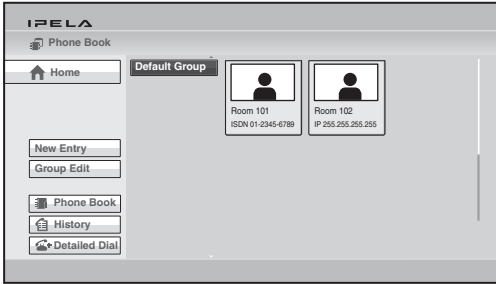 IPELA
Phone Book
Home
Default Group
Room 101
ISDN 01-2345-6789
Room 102
IP 255.255.255.255
New Entry
Group Edit
Phone Book
History
Detailed Dial